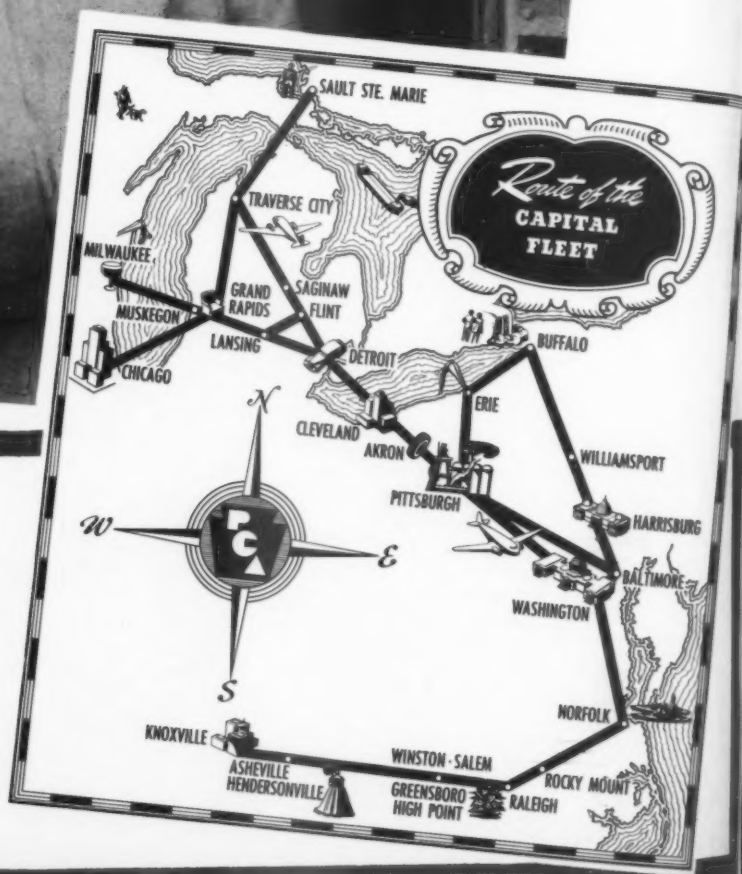 SAULT STE. MARIE
Route of the
CAPITAL
FLEET
TRAVERSE CITY
MILWAUKEE
GRAND
RAPIDS
SAGINAW
FLINT
MUSKEGON
LANSING
DETROIT
BUFFALO
CHICAGO
ERIE
N
CLEVELAND
AKRON
WILLIAMSPORT
PITTSBURGH
HARRISBURG
W
PCA
E
BALTIMORE
WASHINGTON
S
NORFOLK
KNOXVILLE
ASHEVILLE
HENDERSONVILLE
WINSTON-SALEM
GREENSBORO
HIGH POINT
RALEIGH
ROCKY MOUNT